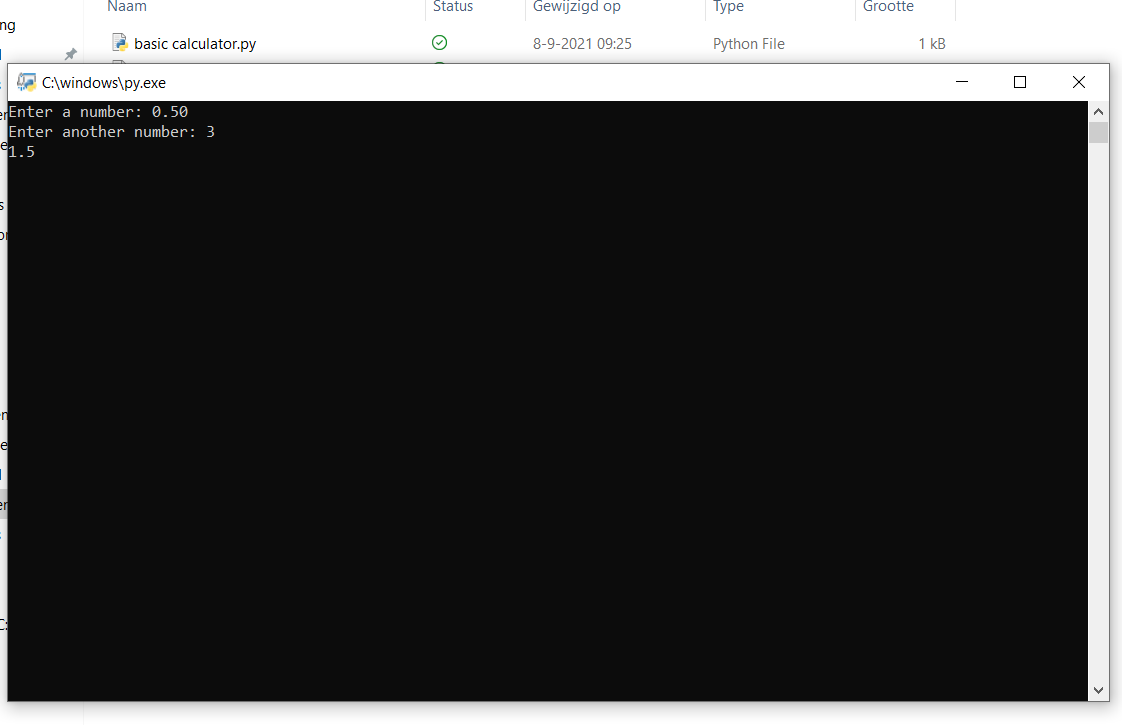 Naam Status Gewijzigd op Type Grootte
ng
basic calculator.py 8-9-2021 09:25 Python File 1 kB
C:\windows\py.exe
Enter a number: 0.50
Enter another number: 3
1.5